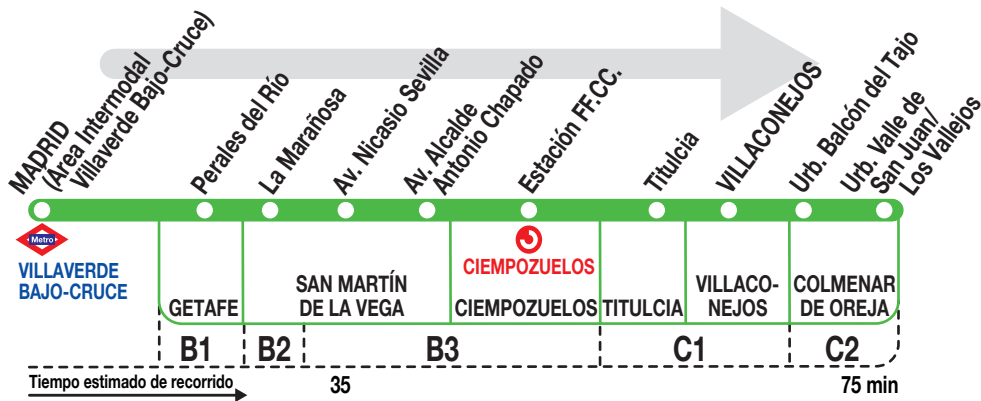 MADRID
(Área Intermodal
Villaverde Bajo-Cruce)
Perales del Río
La Marañosa
Av. Nicasio Sevilla
Av. Alcalde
Antonio Chapado
Estación FF.CC.
Titulcia
VILLACONEJOS
Urb. Balcón del Tajo
Urb. Valle de
San Juan/
Los Vallejos
Metro
VILLAVERDE
BAJO-CRUCE
CIEMPOZUELOS
GETAFE
SAN MARTÍN
DE LA VEGA
CIEMPOZUELOS
TITULCIA
VILLACO-
NEJOS
COLMENAR
DE OREJA
B1
B2
B3
C1
C2
Tiempo estimado de recorrido
35
75 min